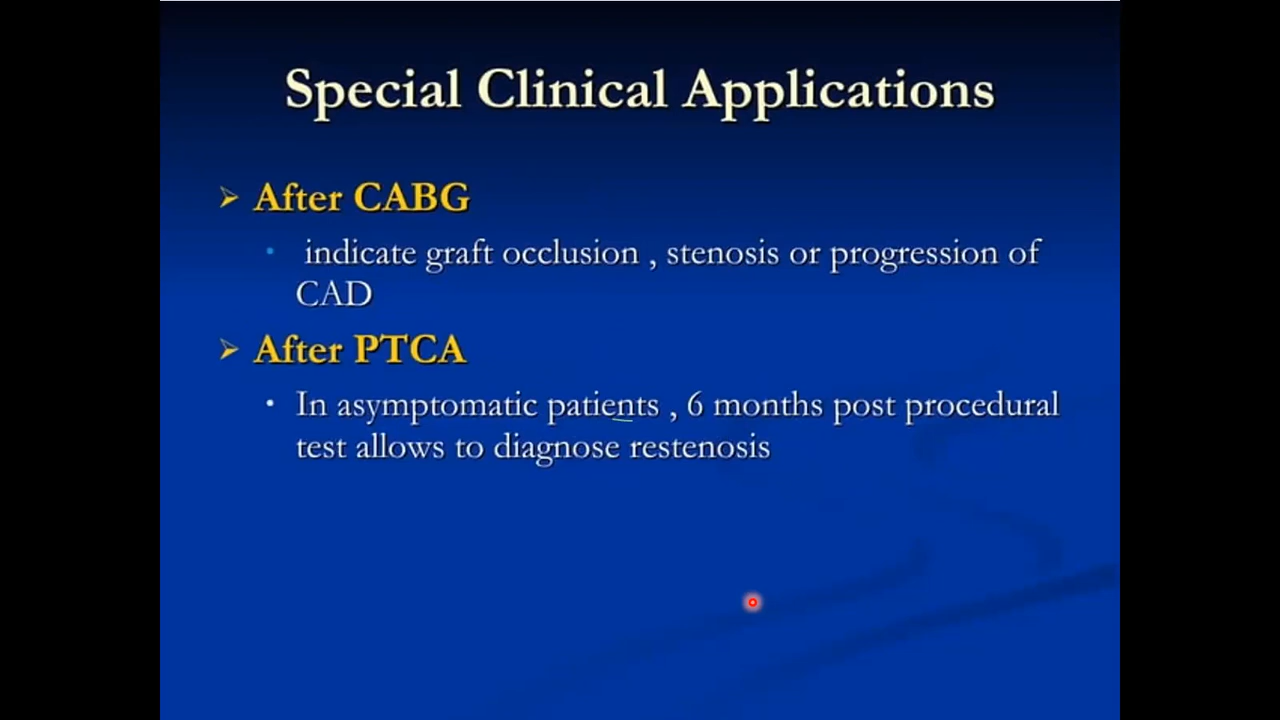 Special Clinical Applications
➢ After CABG
• indicate graft occlusion , stenosis or progression of
CAD
➢ After PTCA
• In asymptomatic patients , 6 months post procedural
test allows to diagnose restenosis